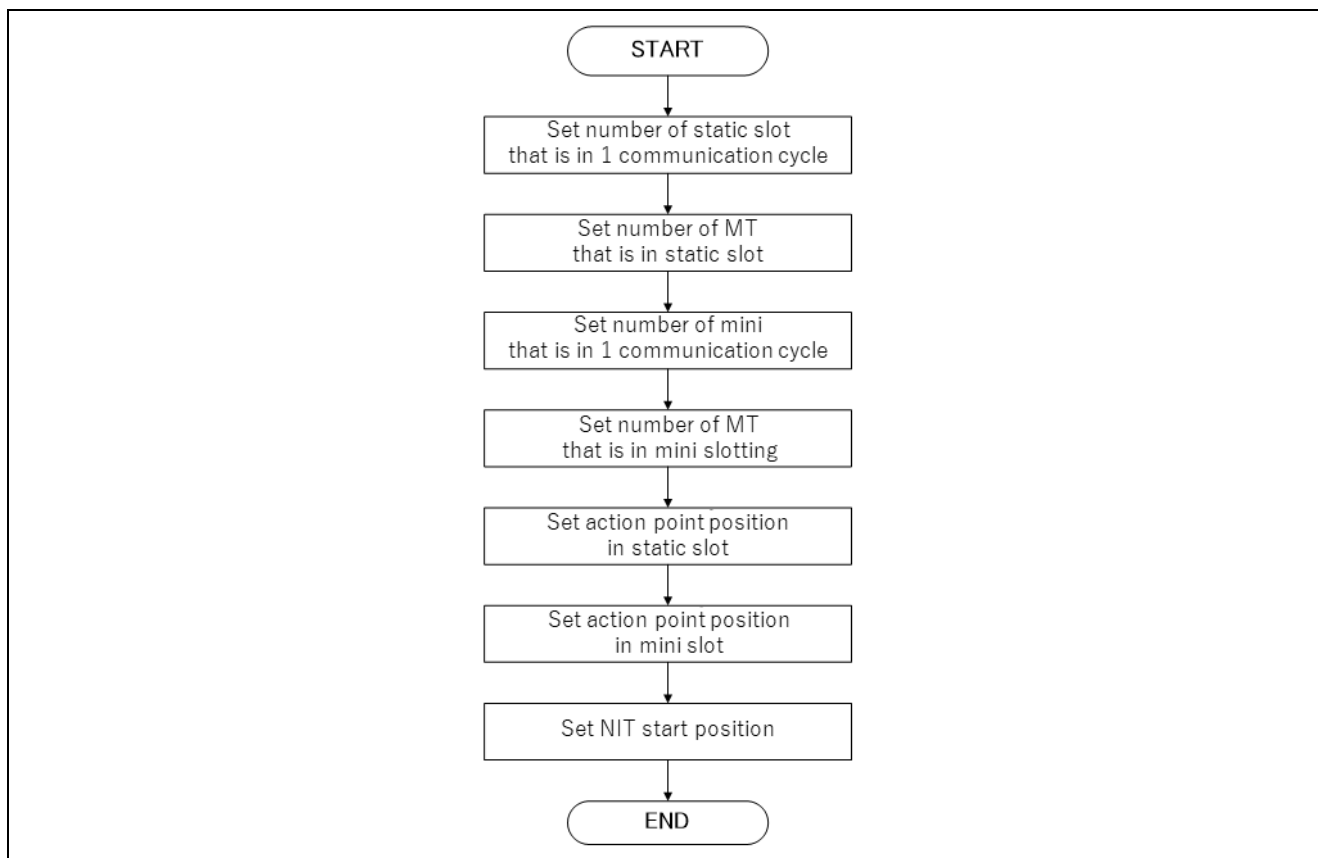 START
Set number of static slot
that is in 1 communication cycle
Set number of MT
that is in static slot
Set number of mini
that is in 1 communication cycle
Set number of MT
that is in mini slotting
Set action point position
in static slot
Set action point position
in mini slot
Set NIT start position
END